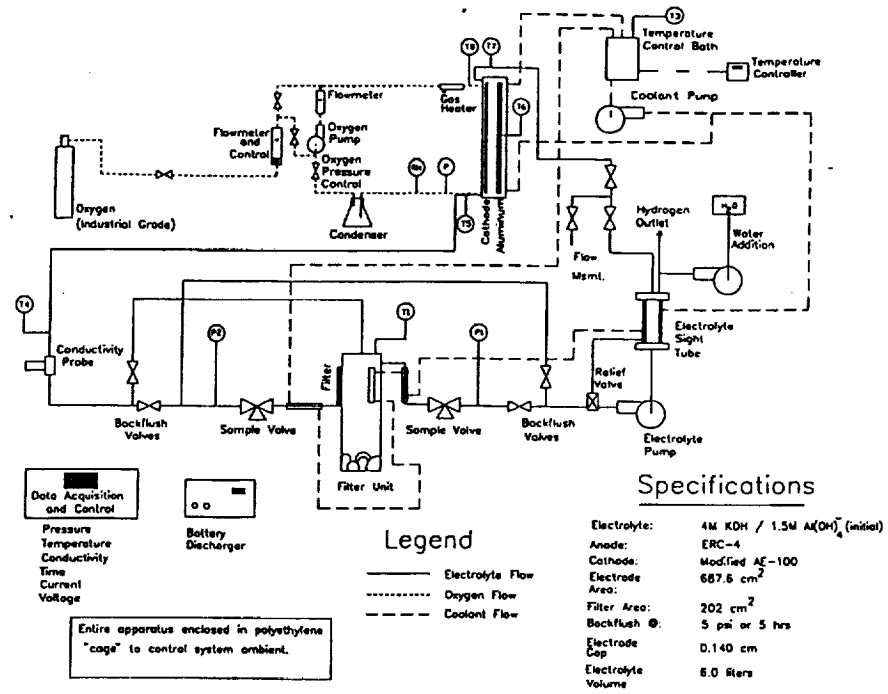 T3
T8
T7
Temperature
Control Bath
Temperature
Controller
Coolant Pump
Flowmeter
Gas
Heater
T6
Flowmeter
and
Control
Oxygen
Pump
Oxygen
Pressure
Control
RH
P
Oxygen
(Industrial Grade)
Condenser
T5
Cathode
Aluminum
Hydrogen
Outlet
H2O
Water
Addition
Flow
Msmt.
T4
P2
T1
P1
Conductivity
Probe
Filter
Electrolyte
Sight
Tube
Relief
Valve
Backflush
Valves
Sample Valve
Sample Valve
Backflush
Valves
Electrolyte
Pump
Filter Unit
Data Acquisition
and Control
Pressure
Temperature
Conductivity
Time
Current
Voltage
Battery
Discharger
Legend
Electrolyte Flow
Oxygen Flow
Coolant Flow
Entire apparatus enclosed in polyethylene
"cage" to control system ambient.
Specifications
Electrolyte: 4M KOH / 1.5M Al(OH)4- (initial)
Anode: ERC-4
Cathode: Modified AE-100
Electrode Area: 687.6 cm2
Filter Area: 202 cm2
Backflush @: 5 psi or 5 hrs
Electrode Gap 0.140 cm
Electrolyte Volume 6.0 liters